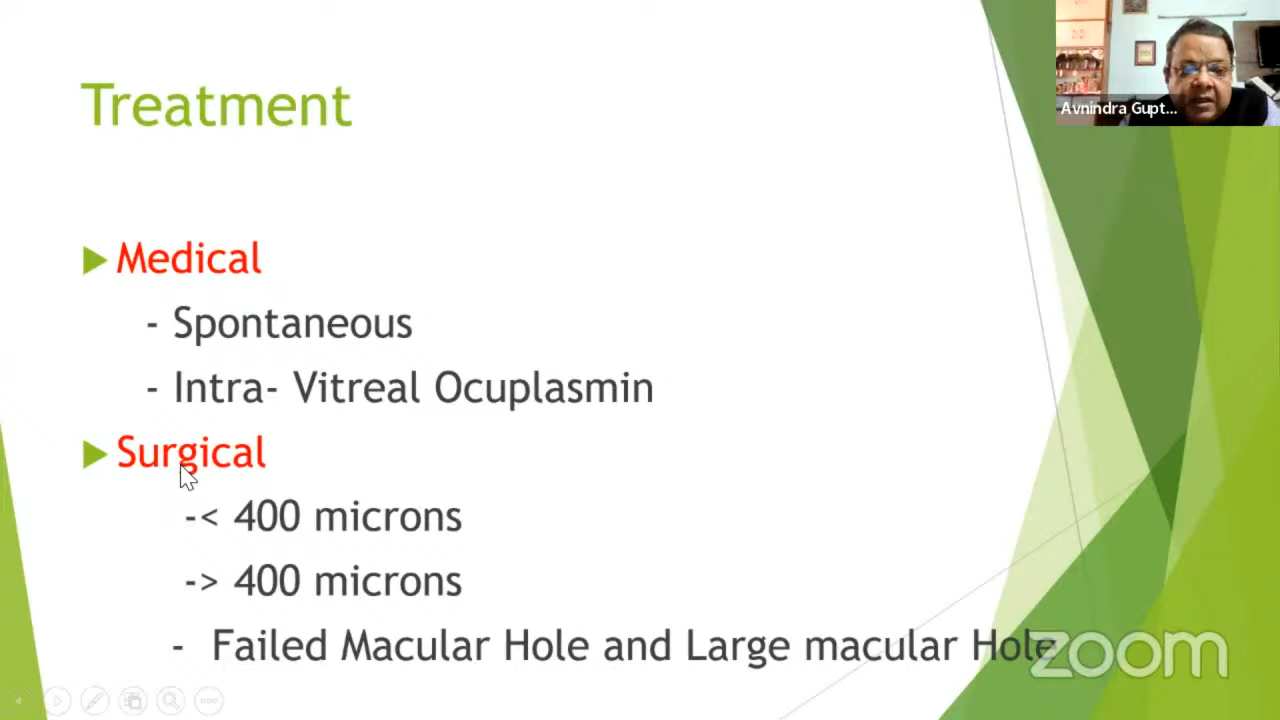 Treatment
Avnindra Gupt...
Medical
- Spontaneous
- Intra- Vitreal Ocuplasmin
Surgical
-< 400 microns
-> 400 microns
- Failed Macular Hole and Large macular Hole
zoom